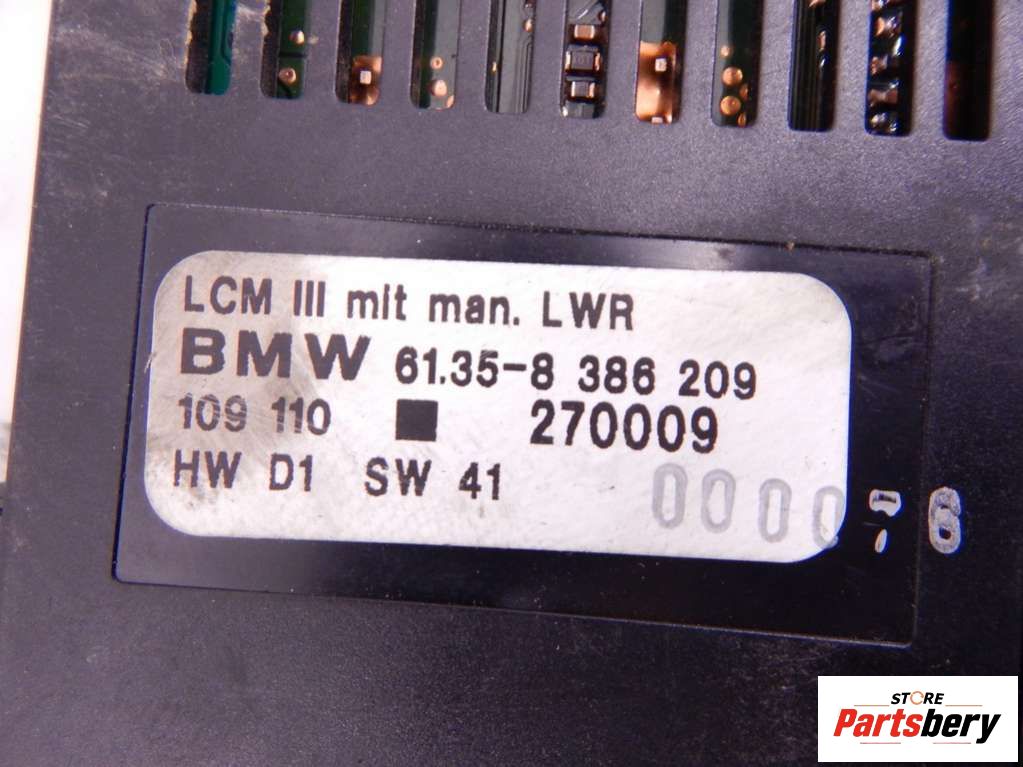 LCM III mit man. LWR
BMW 61.35-8 386 209
109 110 ■ 270009
HW D1 SW 41
STORE
Partsbery